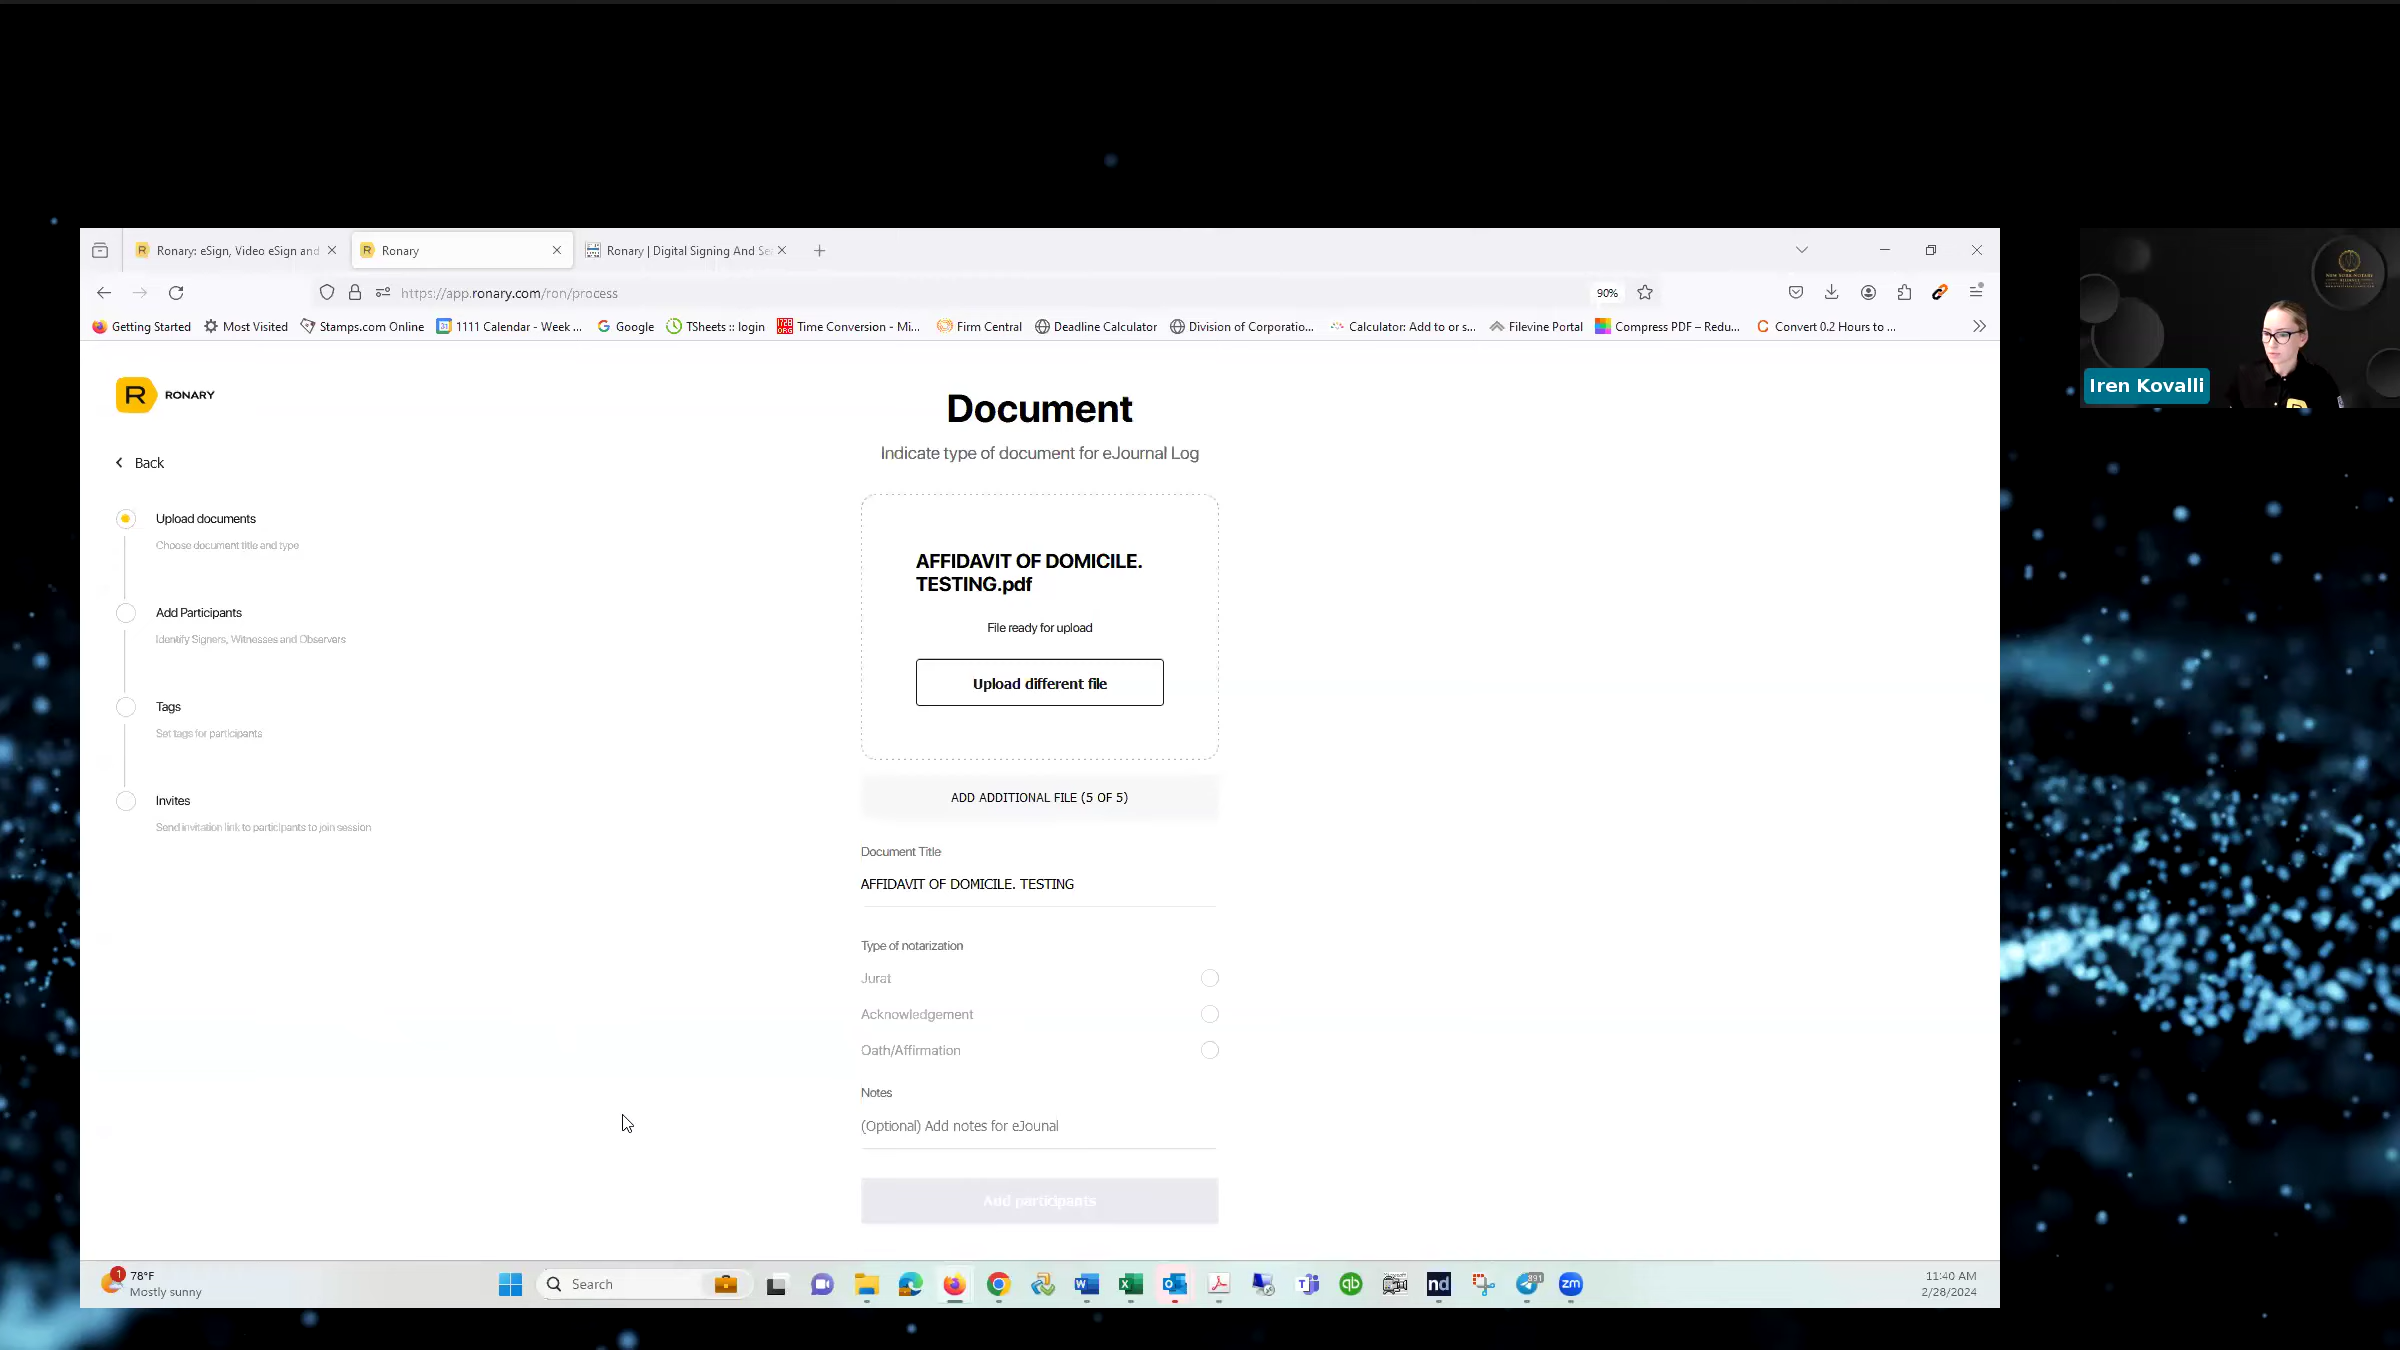 Ronary: eSign, Video eSign and
Ronary
Ronary | Digital Signing And Se
https://app.ronary.com/ron/process
90%
Getting Started
Most Visited
Stamps.com Online
1111 Calendar - Week ...
Google
TSheets :: login
Time Conversion - Mi...
Firm Central
Deadline Calculator
Division of Corporatio...
Calculator: Add to or s...
Filevine Portal
Compress PDF – Redu...
Convert 0.2 Hours to ...
R RONARY
Back
Upload documents
Choose document title and type
Add Participants
Identify Signers, Witnesses and Observers
Tags
Set tags for participants
Invites
Send invitation link to participants to join session
Document
Indicate type of document for eJournal Log
AFFIDAVIT OF DOMICILE.
TESTING.pdf
File ready for upload
Upload different file
ADD ADDITIONAL FILE (5 OF 5)
Document Title
AFFIDAVIT OF DOMICILE. TESTING
Type of notarization
Jurat
Acknowledgement
Oath/Affirmation
Notes
(Optional) Add notes for eJounal
Add participants
Iren Kovalli
1
78°F
Mostly sunny
Search
nd
891
zm
11:40 AM
2/28/2024